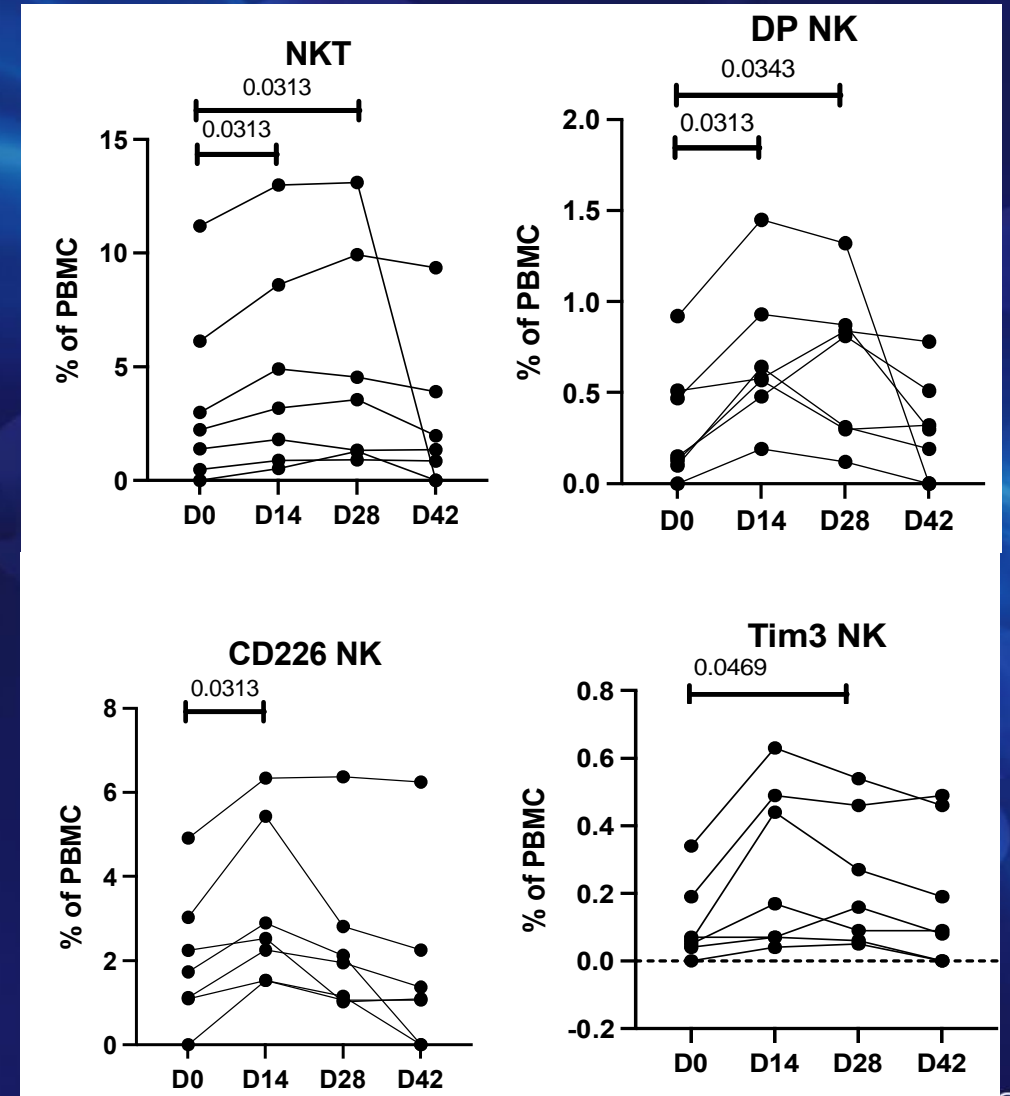 NKT
0.0313
0.0313
% of PBMC
15
10
5
0
D0 D14 D28 D42
DP NK
0.0343
0.0313
% of PBMC
2.0
1.5
1.0
0.5
0.0
D0 D14 D28 D42
CD226 NK
0.0313
% of PBMC
8
6
4
2
0
D0 D14 D28 D42
Tim3 NK
0.0469
% of PBMC
0.8
0.6
0.4
0.2
0.0
-0.2
D0 D14 D28 D42